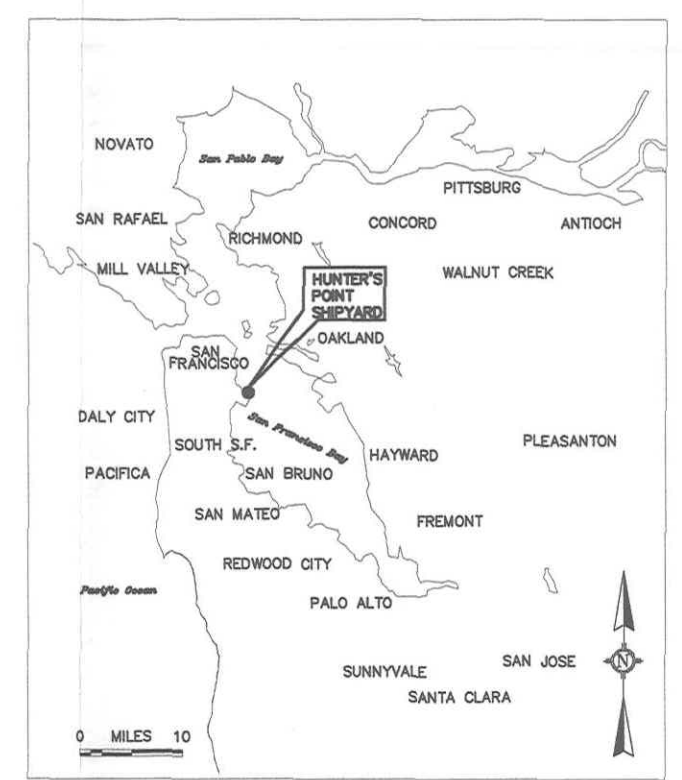 NOVATO
San Pablo Bay
PITTSBURG
SAN RAFAEL
CONCORD
ANTIOCH
RICHMOND
MILL VALLEY
WALNUT CREEK
HUNTER'S
POINT
SHIPYARD
OAKLAND
SAN
FRANCISCO
DALY CITY
San Francisco Bay
SOUTH S.F.
HAYWARD
PLEASANTON
PACIFICA
SAN BRUNO
SAN MATEO
FREMONT
REDWOOD CITY
Pacific Ocean
PALO ALTO
SAN JOSE
N
SUNNYVALE
SANTA CLARA
0 MILES 10